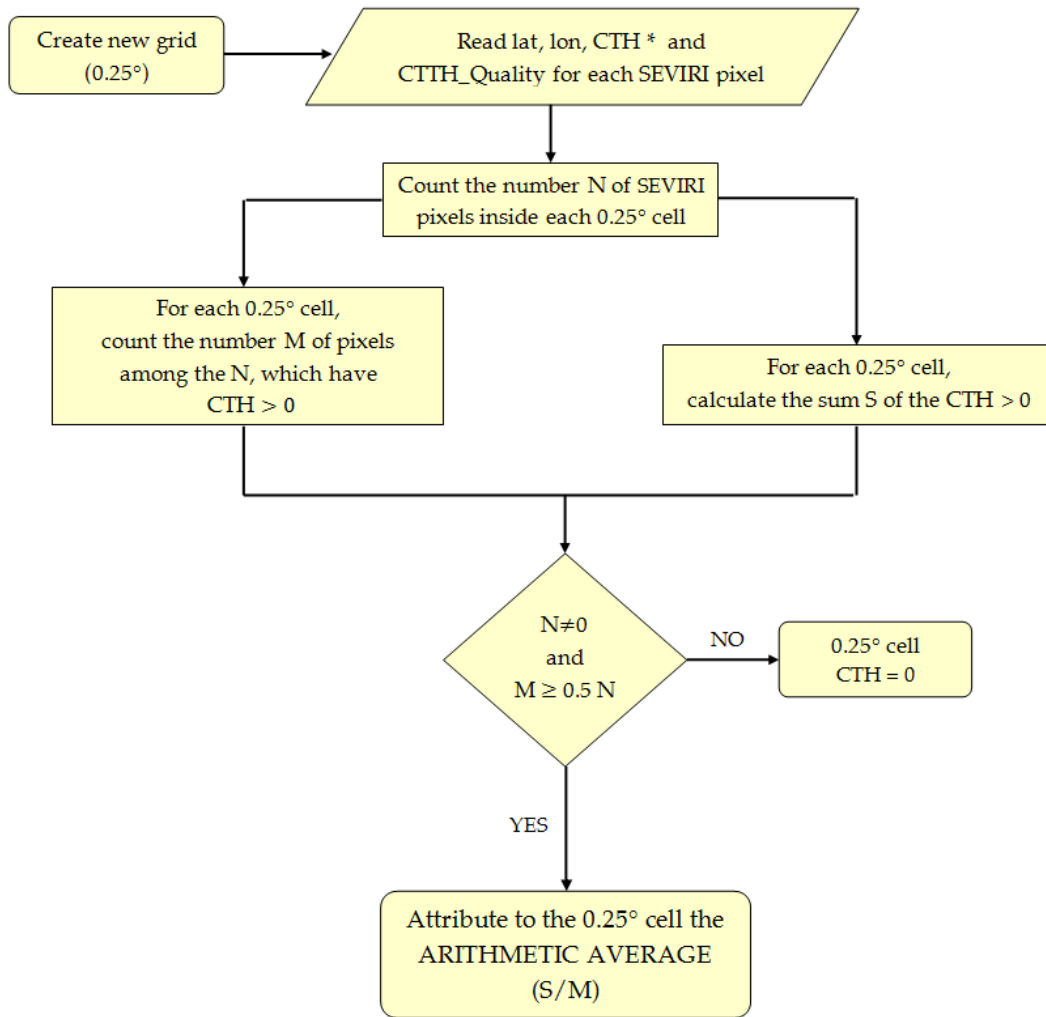 Create new grid
(0.25°)
Read lat, lon, CTH * and
CTTH_Quality for each SEVIRI pixel
Count the number N of SEVIRI
pixels inside each 0.25° cell
For each 0.25° cell,
count the number M of pixels
among the N, which have
CTH > 0
For each 0.25° cell,
calculate the sum S of the CTH > 0
N≠0
and
M ≥ 0.5 N
NO
0.25° cell
CTH = 0
YES
Attribute to the 0.25° cell the
ARITHMETIC AVERAGE
(S/M)